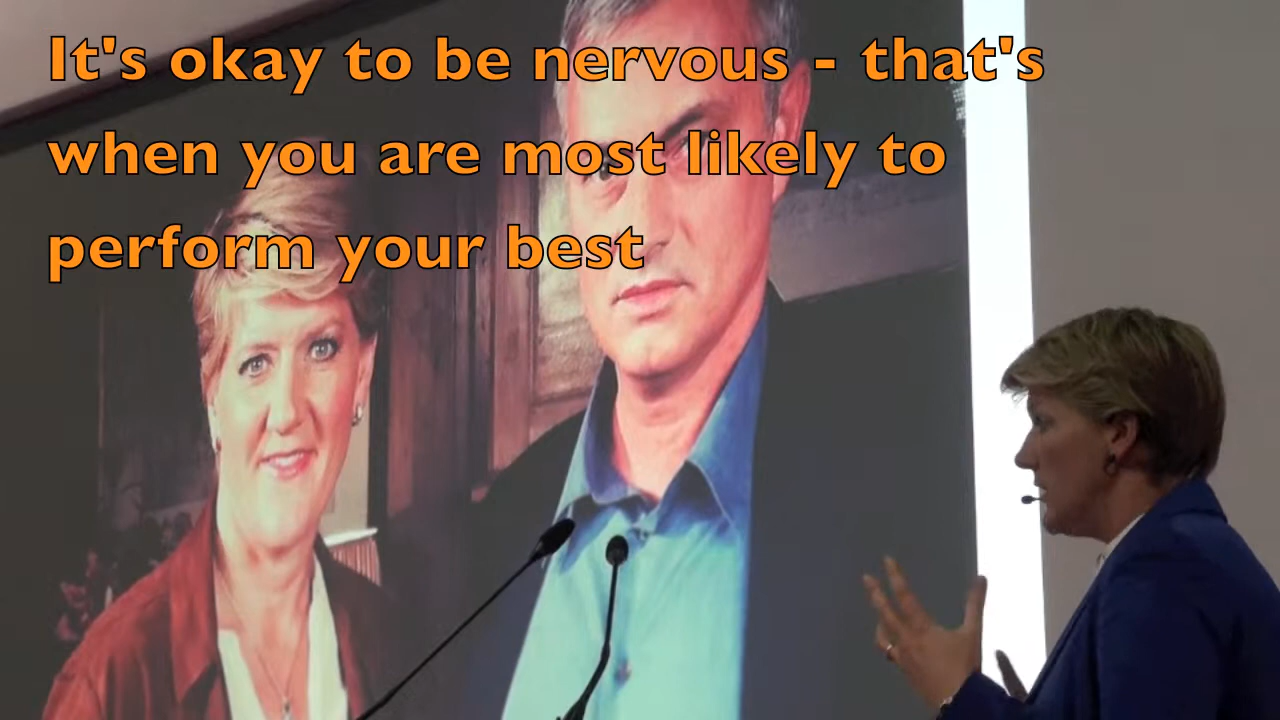 It's okay to be nervous - that's
when you are most likely to
perform your best